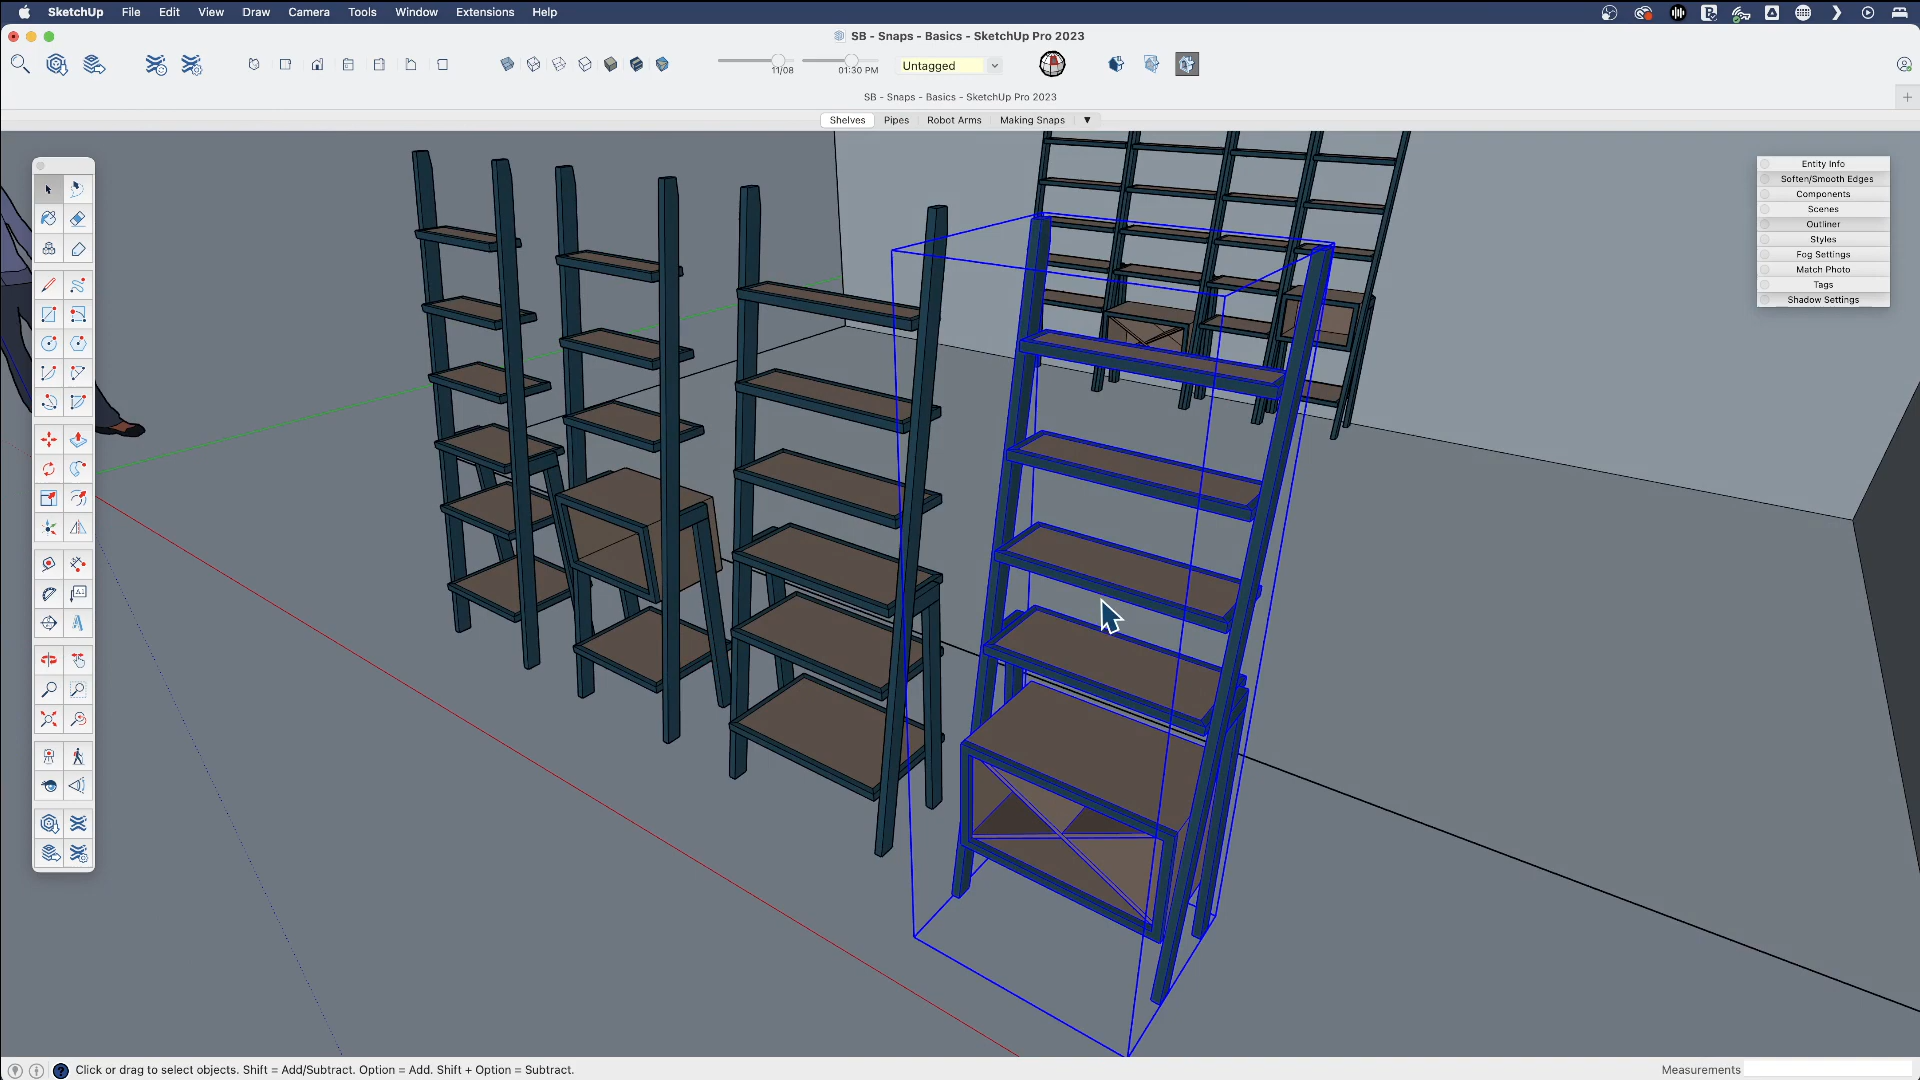 SketchUp File Edit View Draw Camera Tools Window Extensions Help
SB - Snaps - Basics - SketchUp Pro 2023
11/08 01:30 PM Untagged
SB - Snaps - Basics - SketchUp Pro 2023
Shelves Pipes Robot Arms Making Snaps
Entity Info
Soften/Smooth Edges
Components
Scenes
Outliner
Styles
Fog Settings
Match Photo
Tags
Shadow Settings
Click or drag to select objects. Shift = Add/Subtract. Option = Add. Shift + Option = Subtract.
Measurements